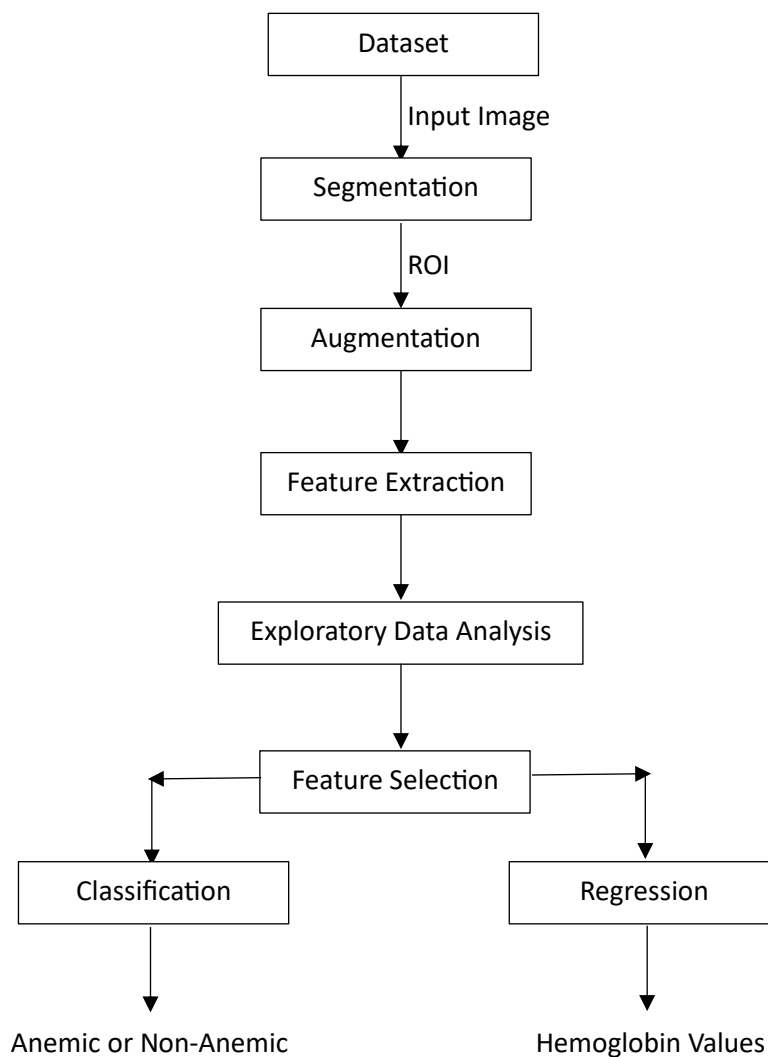 Dataset
Input Image
Segmentation
ROI
Augmentation
Feature Extraction
Exploratory Data Analysis
Feature Selection
Classification
Regression
Anemic or Non-Anemic
Hemoglobin Values